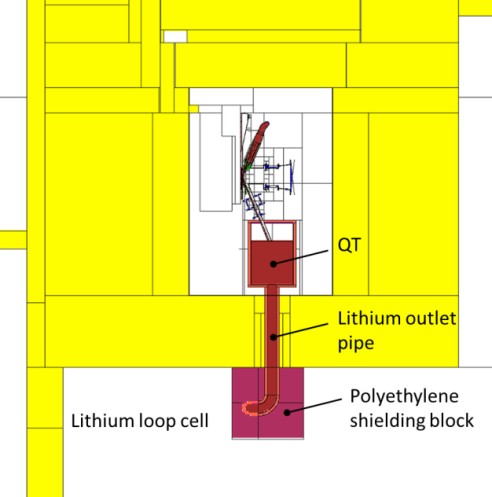 QT
Lithium outlet
pipe
Polyethylene
shielding block
Lithium loop cell